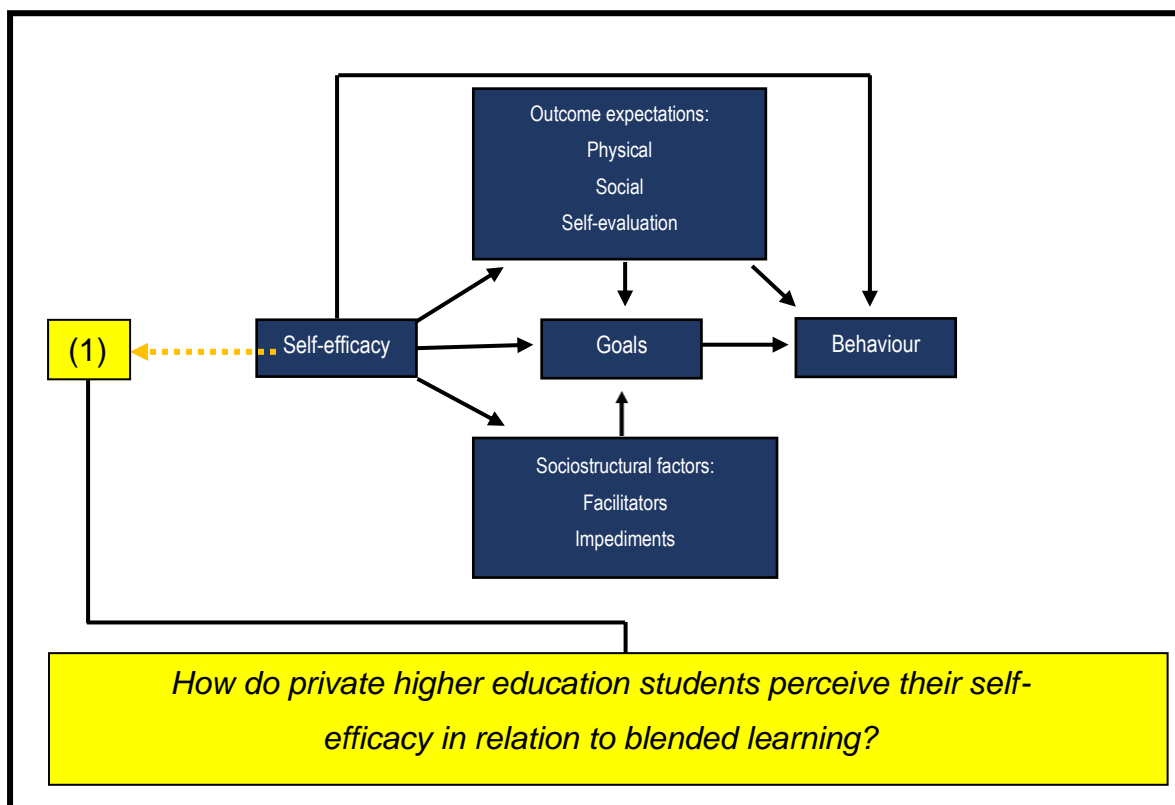 Outcome expectations:
Physical
Social
Self-evaluation
(1)
Self-efficacy
Goals
Behaviour
Sociostructural factors:
Facilitators
Impediments
How do private higher education students perceive their self-
efficacy in relation to blended learning?